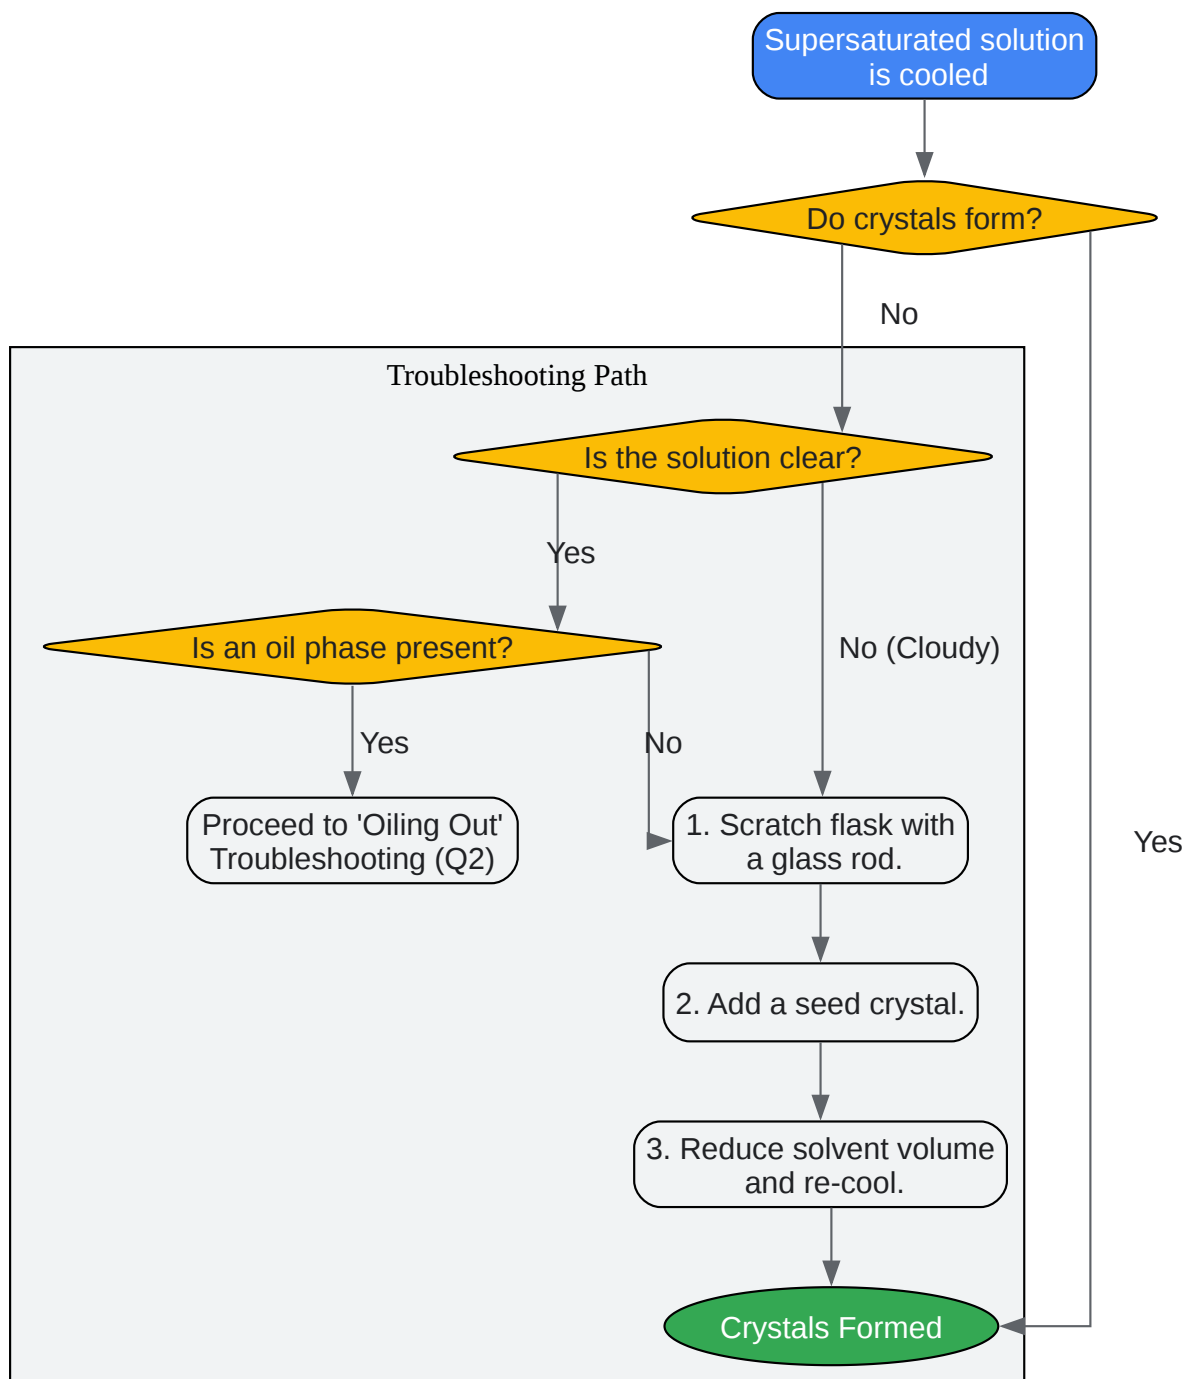 Supersaturated solution
is cooled
Do crystals form?
No
Troubleshooting Path
Is the solution clear?
Yes
Is an oil phase present?
No (Cloudy)
Yes
No
Proceed to 'Oiling Out'
Troubleshooting (Q2)
1. Scratch flask with
a glass rod.
Yes
2. Add a seed crystal.
3. Reduce solvent volume
and re-cool.
Crystals Formed